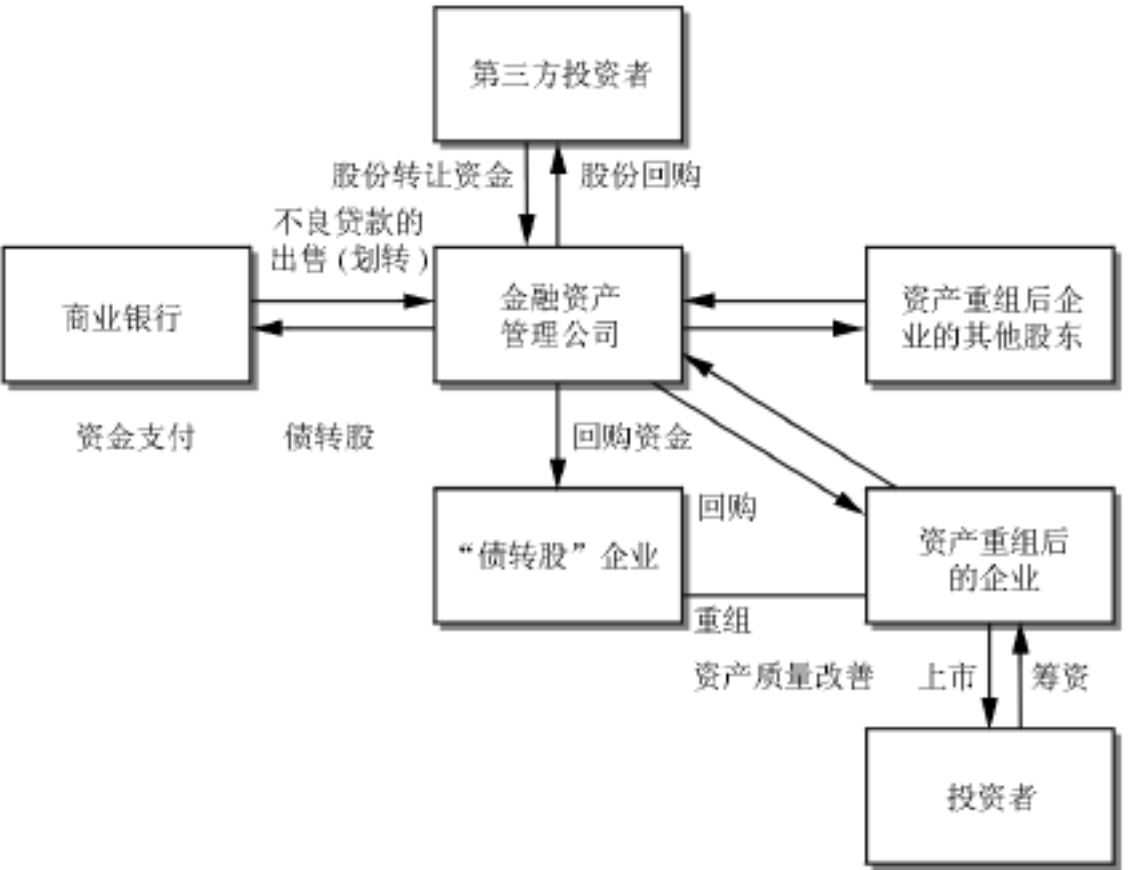 第三方投资者
股份转让资金
股份回购
不良贷款的
出售(划转)
商业银行
金融资产
管理公司
资产重组后企
业的其他股东
资金支付
债转股
回购资金
回购
“债转股”企业
资产重组后
的企业
重组
资产质量改善
上市
筹资
投资者